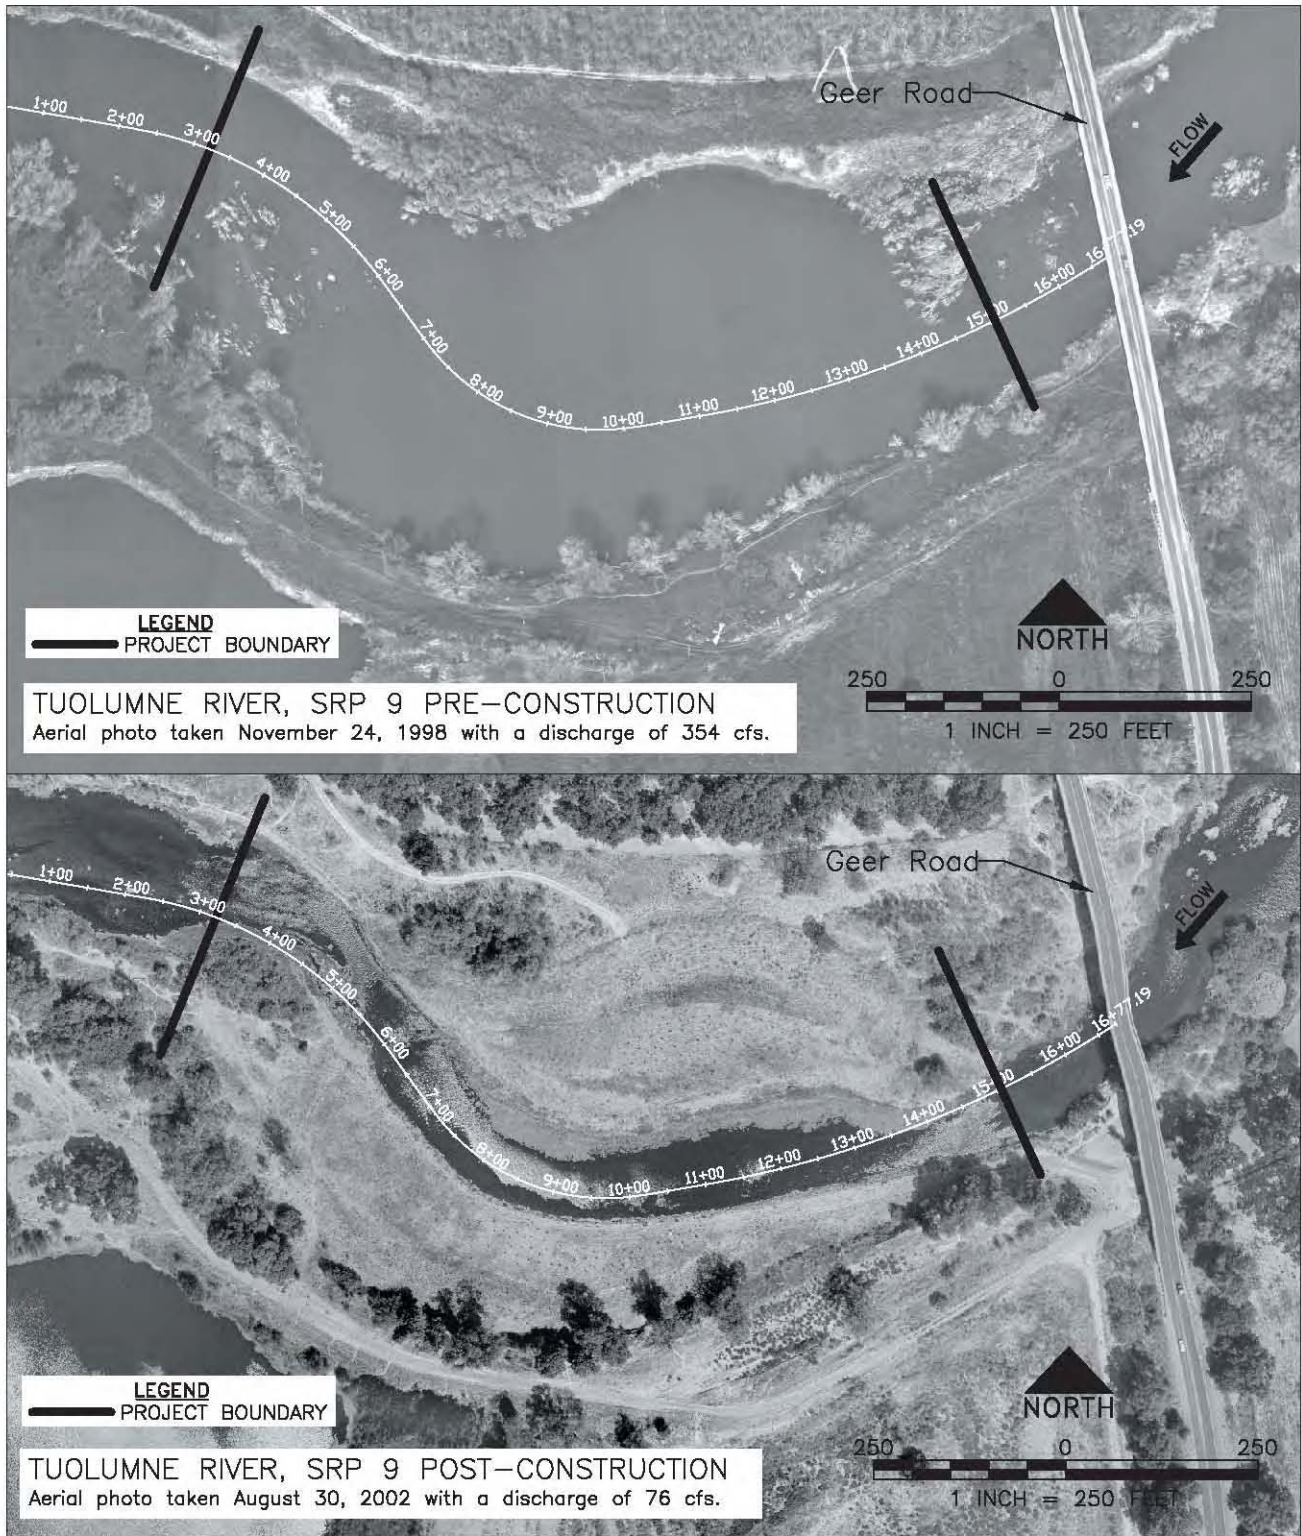 Geer Road
FLOW
1+00
2+00
3+00
4+00
5+00
6+00
7+00
8+00
9+00
10+00
11+00
12+00
13+00
14+00
15+00
16+00
16+77.19
LEGEND
PROJECT BOUNDARY
NORTH
250 0 250
1 INCH = 250 FEET
TUOLUMNE RIVER, SRP 9 PRE-CONSTRUCTION
Aerial photo taken November 24, 1998 with a discharge of 354 cfs.
Geer Road
FLOW
1+00
2+00
3+00
4+00
5+00
6+00
7+00
8+00
9+00
10+00
11+00
12+00
13+00
14+00
15+00
16+00
16+77.19
LEGEND
PROJECT BOUNDARY
NORTH
250 0 250
1 INCH = 250 FEET
TUOLUMNE RIVER, SRP 9 POST-CONSTRUCTION
Aerial photo taken August 30, 2002 with a discharge of 76 cfs.